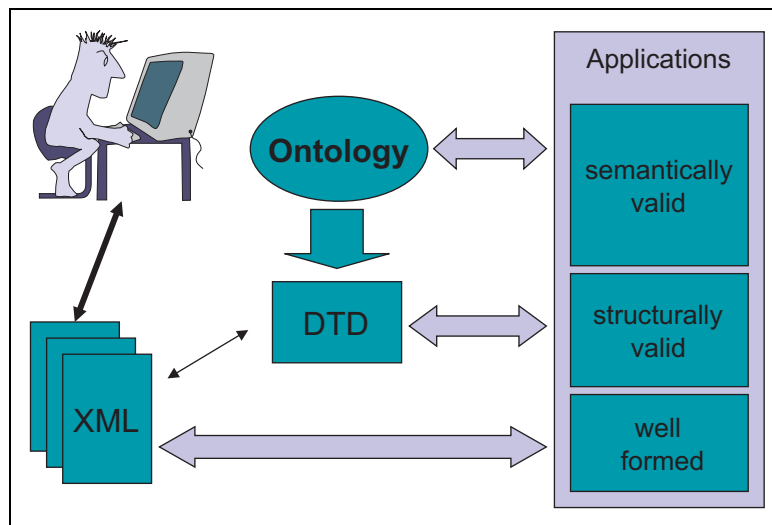 Applications
Ontology
semantically
valid
DTD
structurally
valid
XML
well
formed